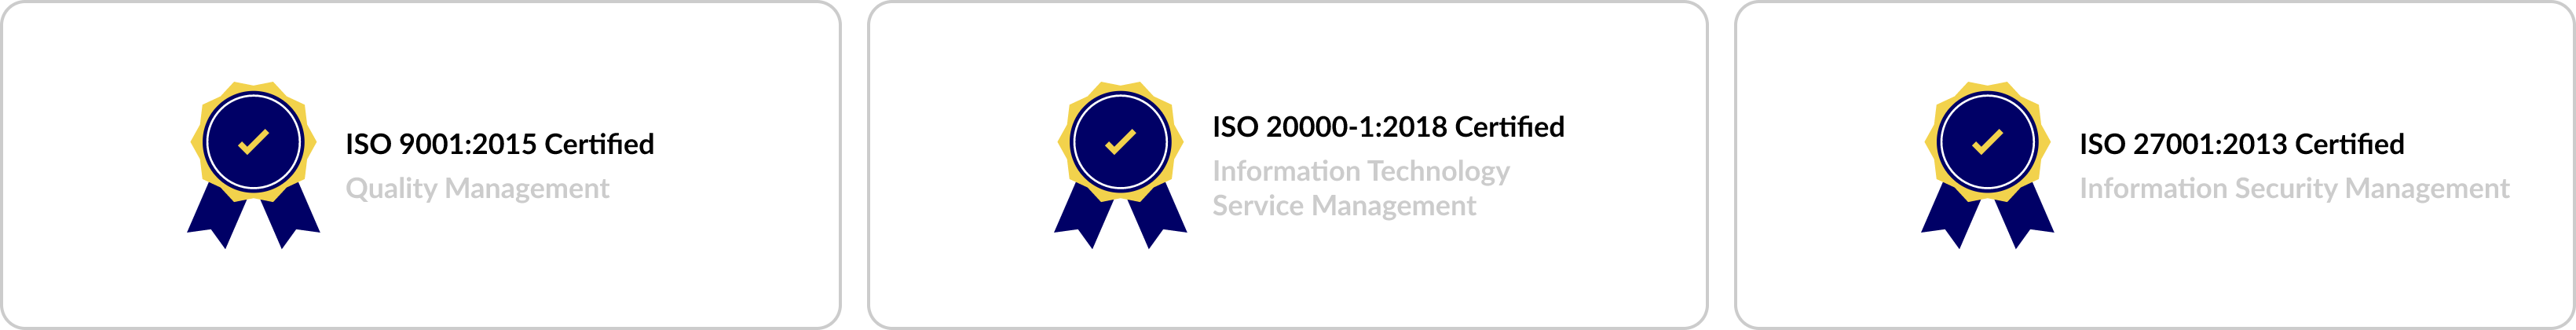 ISO 9001:2015 Certified
Quality Management
ISO 20000-1:2018 Certified
Information Technology
Service Management
ISO 27001:2013 Certified
Information Security Management